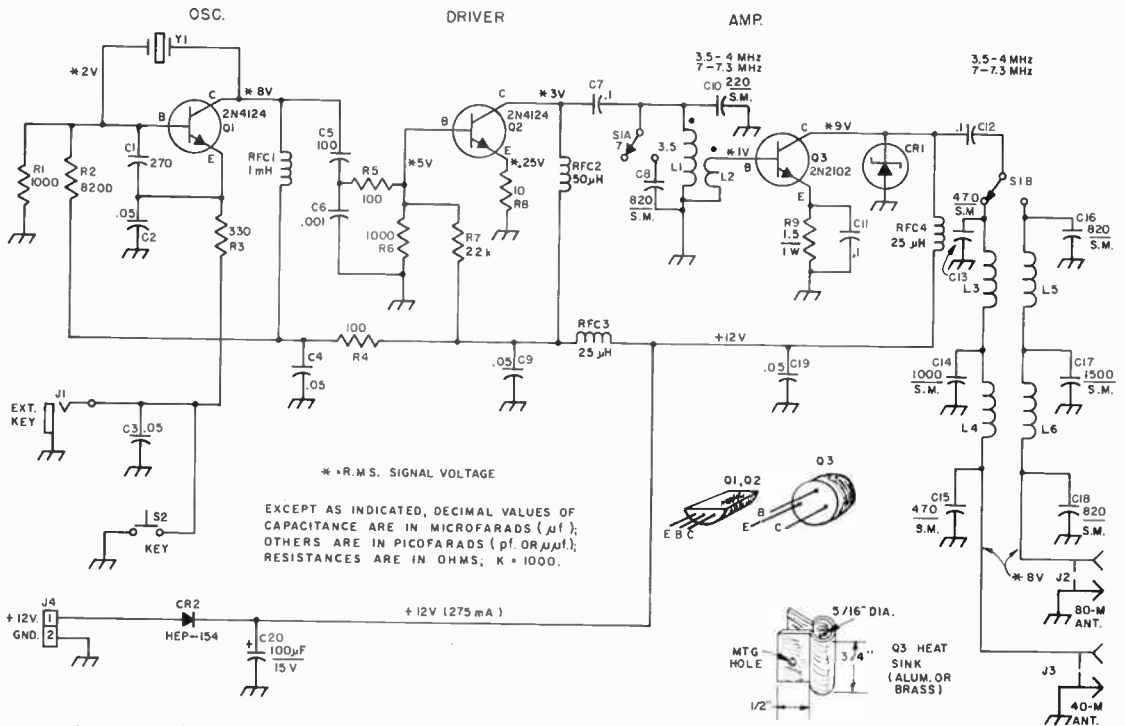 OSC.
DRIVER
AMP.
3.5-4 MHz
7-7.3 MHz
3.5-4 MHz
7-7.3 MHz
Y1
*2V
*8V
C
2N4124
Q1
B
E
R1
1000
R2
8200
C1
270
.05
C2
330
R3
RFC1
1mH
C5
100
R5
100
C6
.001
*5V
1000
R6
R7
22k
B
C
2N4124
Q2
E
*.25V
10
R8
*3V
RFC2
50μH
C7
.1
S1A
7
3.5
C8
820
S.M.
L1
L2
C10
220
S.M.
*1V
B
C
Q3
2N2102
E
R9
1.5
1W
C11
.1
*9V
CR1
RFC4
25 μH
.1
C12
S1B
470
S.M
C13
L3
L5
C16
820
S.M.
C14
1000
S.M.
C17
1500
S.M.
L4
L6
C15
470
S.M.
C18
820
S.M.
*8V
J2
80-M
ANT.
J3
40-M
ANT.
100
R4
C4
.05
.05
C9
RFC3
25 μH
+12V
.05
C19
EXT.
KEY
J1
C3
.05
S2
KEY
* = R.M.S. SIGNAL VOLTAGE
EXCEPT AS INDICATED, DECIMAL VALUES OF
CAPACITANCE ARE IN MICROFARADS (μf);
OTHERS ARE IN PICOFARADS (pf. OR μμf.);
RESISTANCES ARE IN OHMS; K = 1000.
Q1, Q2
E B C
Q3
B
E
C
J4
+12V.
1
GND.
2
CR2
HEP-154
+12V (275mA)
+
C20
100μF
15V
5/16" DIA.
MTG
HOLE
3/4"
1/2"
Q3 HEAT
SINK
(ALUM. OR
BRASS)